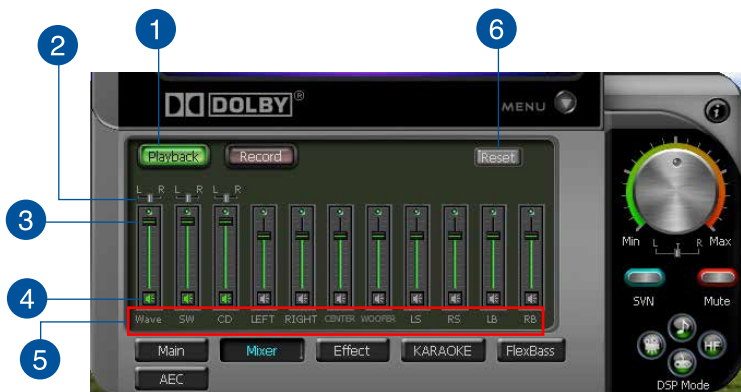 1
6
2
DOLBY®
MENU
i
Playback Record Reset
L R L R L R
3
Min L R Max
4
SVN Mute
Wave SW CD LEFT RIGHT CENTER WOOFER LS RS LB RB
5
Main Mixer Effect KARAOKE FlexBass
HF
AEC
DSP Mode